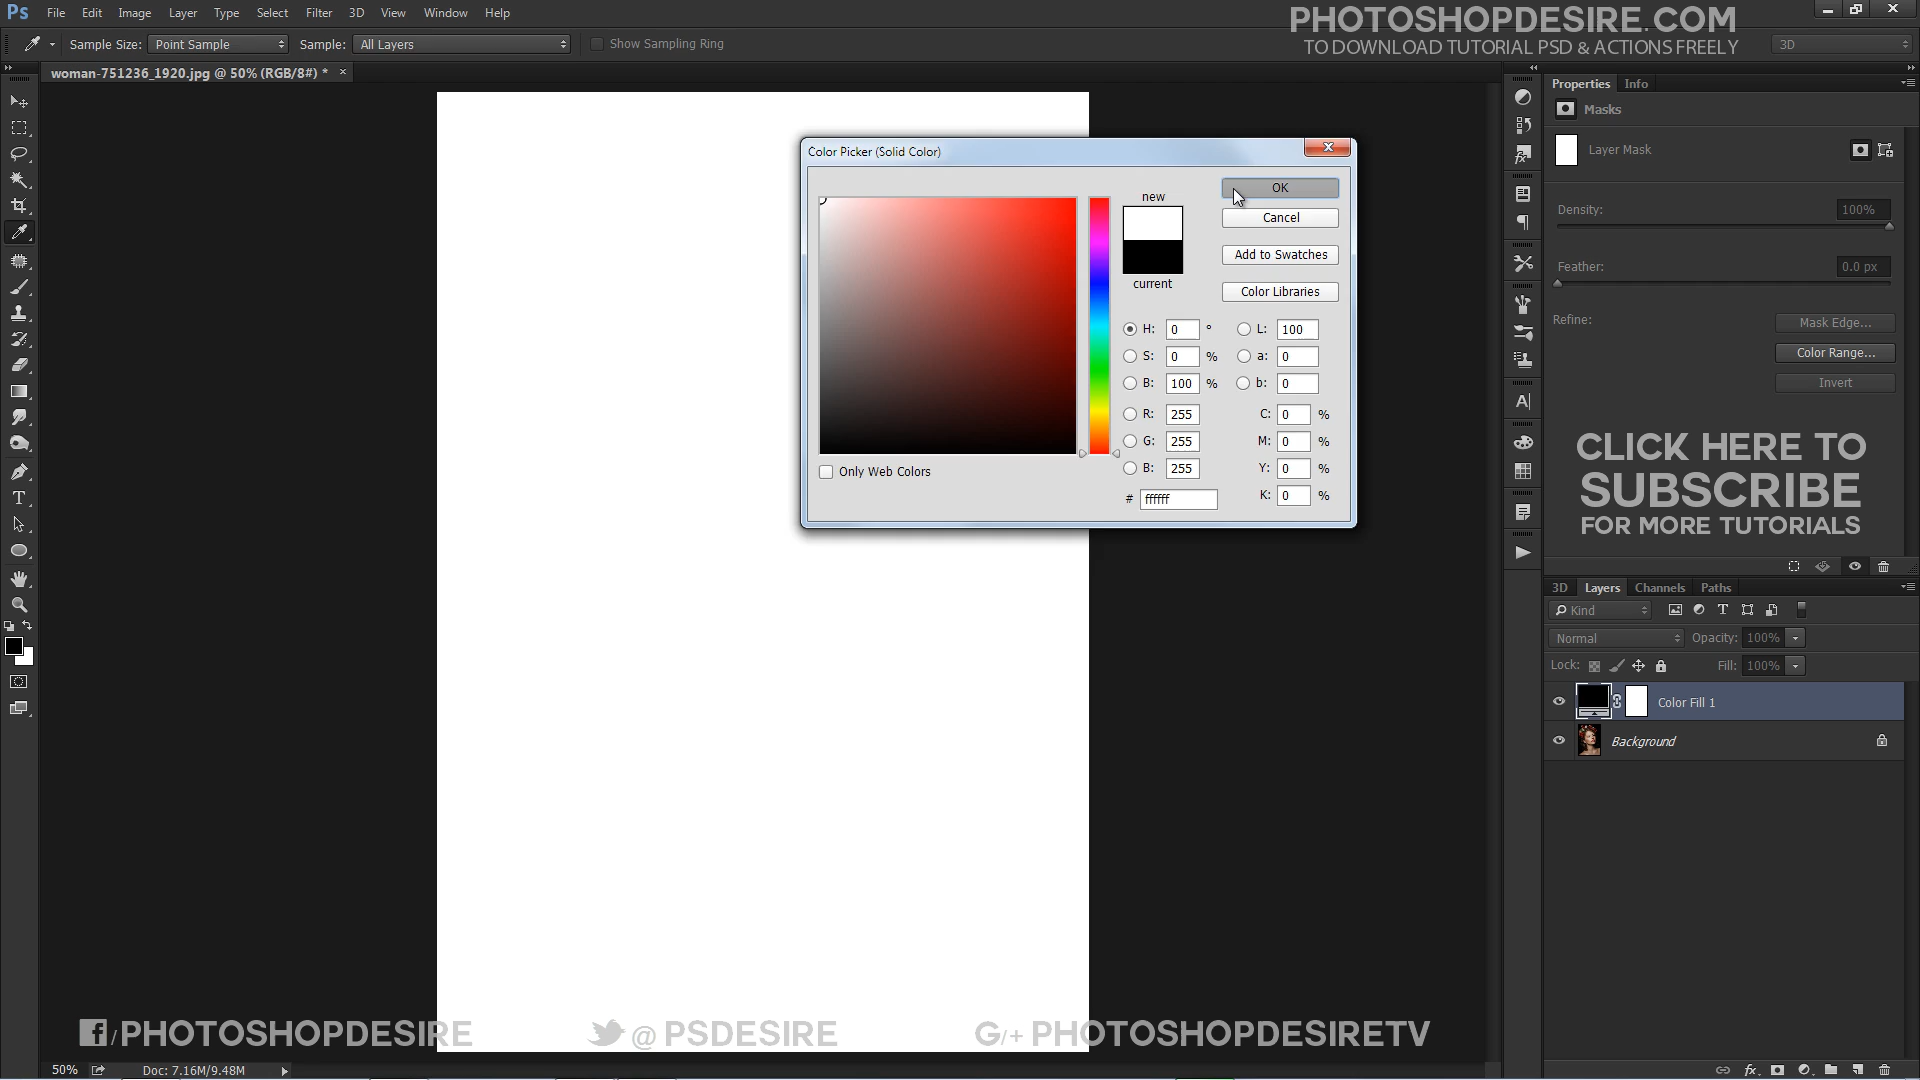 Ps File Edit Image Layer Type Select Filter 3D View Window Help
PHOTOSHOPDESIRE.COM
TO DOWNLOAD TUTORIAL PSD & ACTIONS FREELY
Sample Size: Point Sample Sample: All Layers Show Sampling Ring 3D
woman-751236_1920.jpg @ 50% (RGB/8#) * ×
Properties Info
Masks
Layer Mask
Density: 100%
Feather: 0.0 px
Refine: Mask Edge...
Color Range...
Invert
Color Picker (Solid Color)
new
current
OK
Cancel
Add to Swatches
Color Libraries
H: 0 ° L: 100
S: 0 % a: 0
B: 100 % b: 0
R: 255 C: 0 %
G: 255 M: 0 %
B: 255 Y: 0 %
# ffffff K: 0 %
Only Web Colors
CLICK HERE TO
SUBSCRIBE
FOR MORE TUTORIALS
3D Layers Channels Paths
Kind
Normal Opacity: 100%
Lock: Fill: 100%
Color Fill 1
Background
f/PHOTOSHOPDESIRE @ PSDESIRE G/+ PHOTOSHOPDESIRETV
50% Doc: 7.16M/9.48M